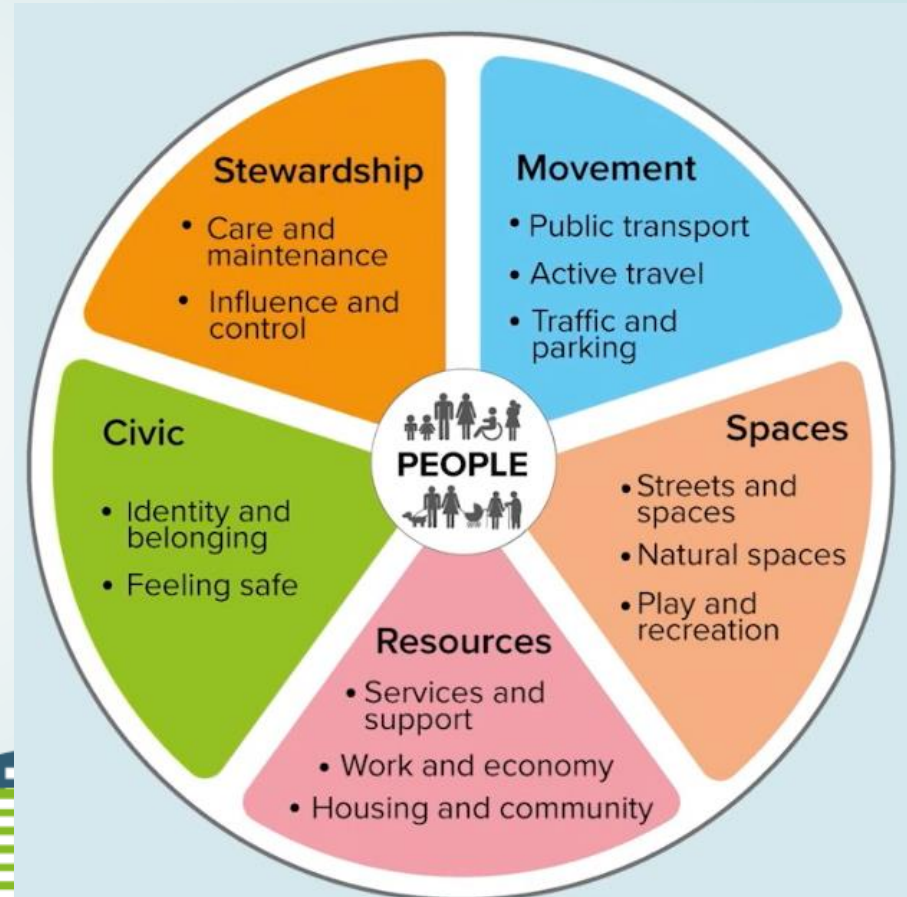 Stewardship
• Care and
maintenance
• Influence and
control
Movement
• Public transport
• Active travel
• Traffic and
parking
Civic
• Identity and
belonging
• Feeling safe
PEOPLE
Spaces
• Streets and
spaces
• Natural spaces
• Play and
recreation
Resources
• Services and
support
• Work and economy
• Housing and community